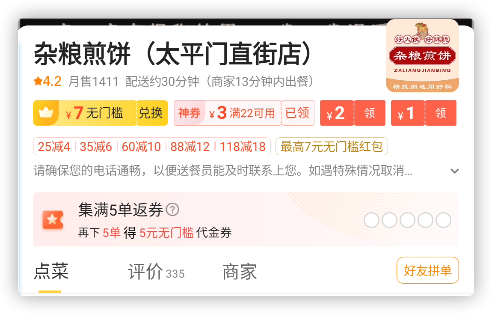 杂粮煎饼（太平门直街店）
杂粮煎饼
ZALIANGJIANBING
4.2 月售1411 配送约30分钟（商家13分钟内出餐）
¥7无门槛 兑换 神券 ¥3满22可用 已领 ¥2 领 ¥1 领
25减4 35减6 60减10 88减12 118减18 最高7元无门槛红包
请确保您的电话通畅，以便送餐员能及时联系上您。如遇特殊情况取消...
集满5单返券?
再下5单得5元无门槛代金券
点菜 评价335 商家 好友拼单